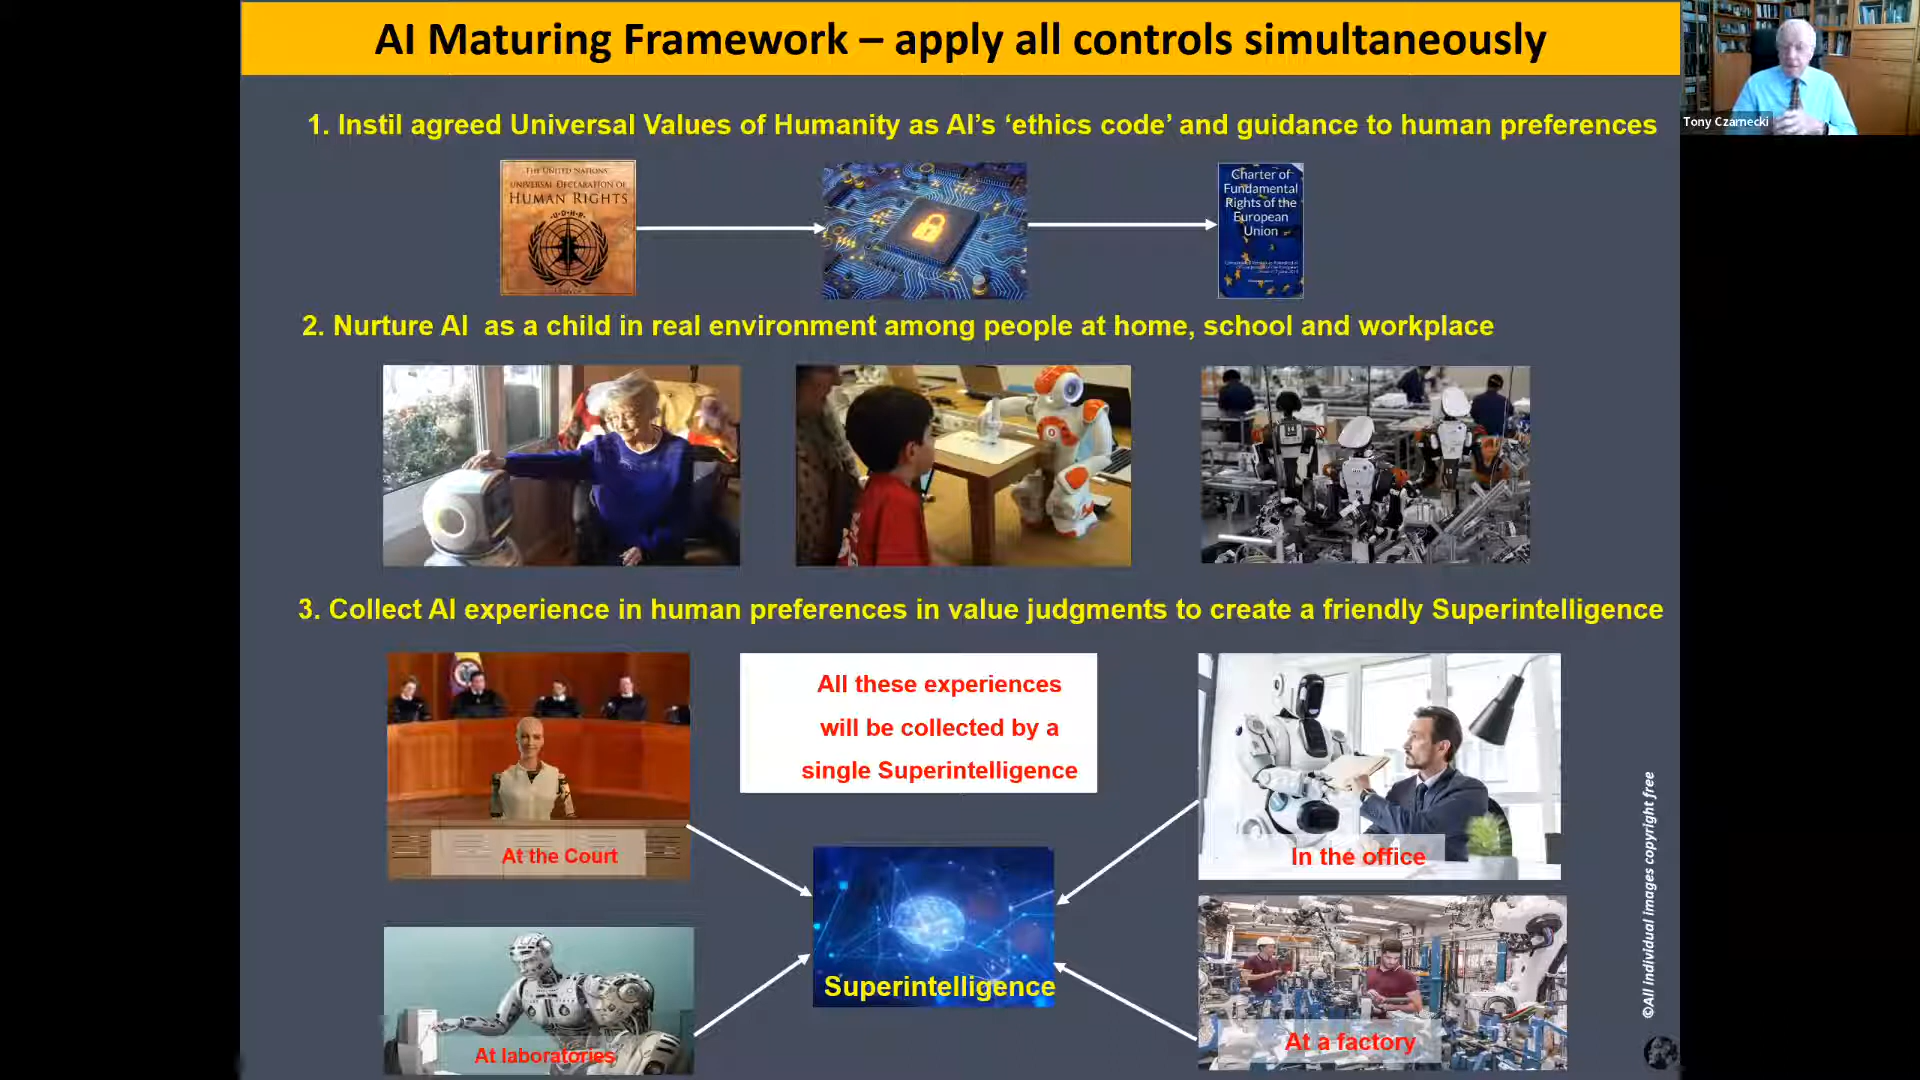 AI Maturing Framework – apply all controls simultaneously
Tony Czarnecki
1. Instil agreed Universal Values of Humanity as AI's ‘ethics code’ and guidance to human preferences
THE UNITED NATIONS
UNIVERSAL DECLARATION OF
HUMAN RIGHTS
U·D·H·R
Charter of
Fundamental
Rights of the
European
Union
2. Nurture AI as a child in real environment among people at home, school and workplace
3. Collect AI experience in human preferences in value judgments to create a friendly Superintelligence
All these experiences
will be collected by a
single Superintelligence
At the Court
In the office
Superintelligence
At laboratories
At a factory
©All individual images copyright free